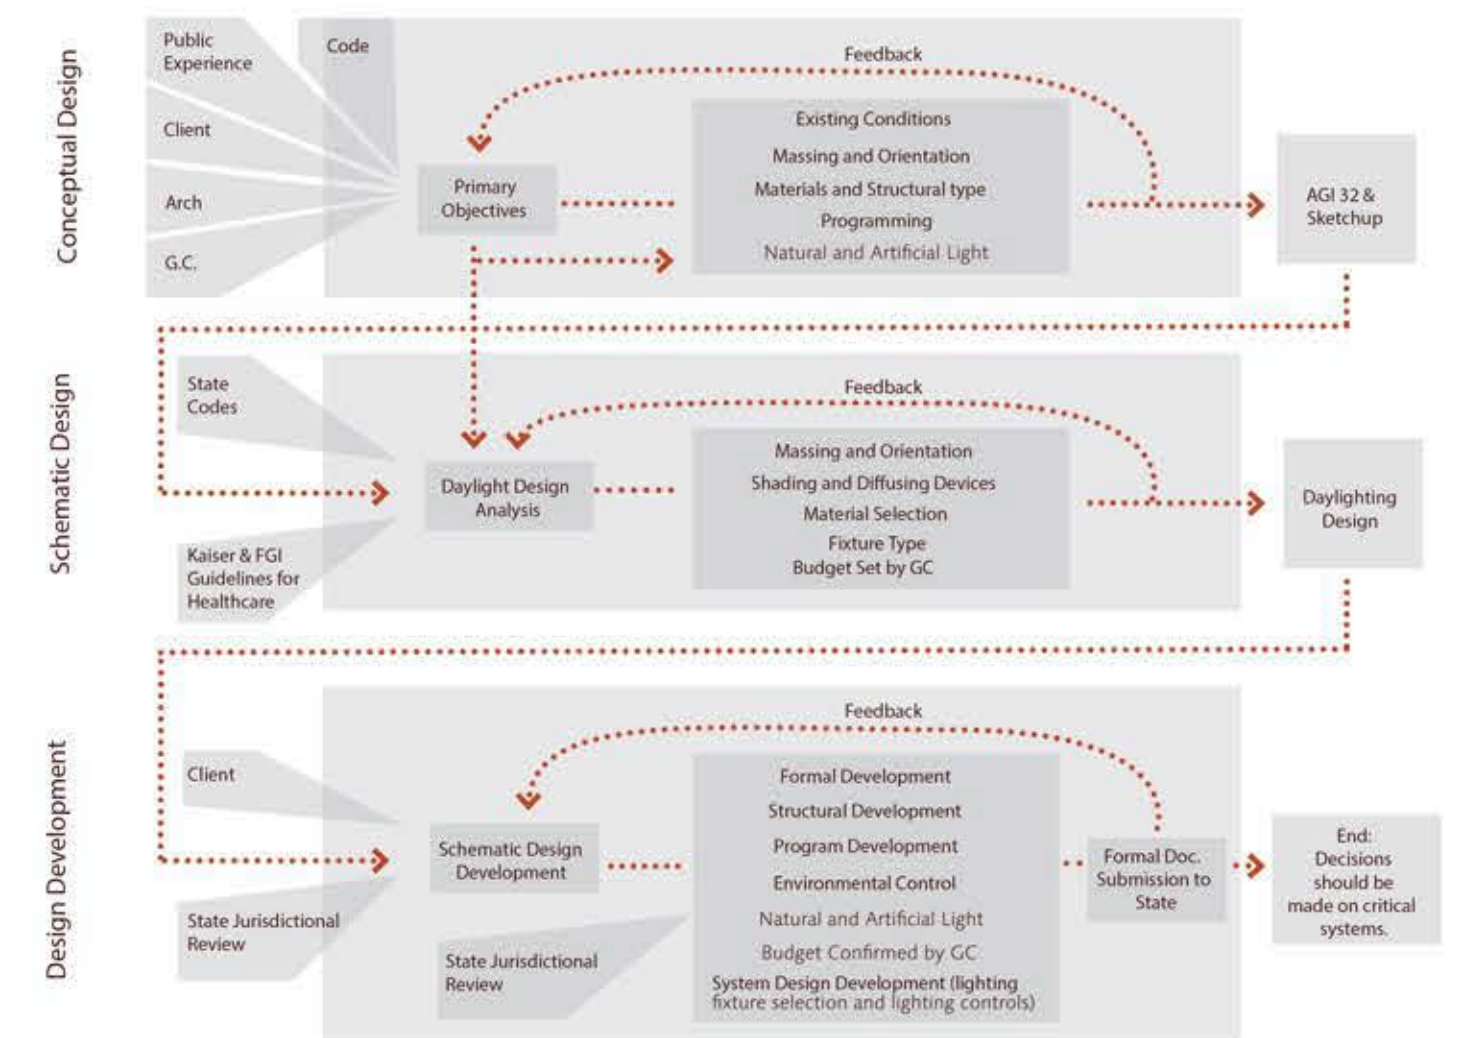 Conceptual Design
Public
Experience
Code
Client
Arch
G.C.
Feedback
Primary
Objectives
Existing Conditions
Massing and Orientation
Materials and Structural type
Programming
Natural and Artificial Light
AGI 32 &
Sketchup
Schematic Design
State
Codes
Kaiser & FGI
Guidelines for
Healthcare
Feedback
Daylight Design
Analysis
Massing and Orientation
Shading and Diffusing Devices
Material Selection
Fixture Type
Budget Set by GC
Daylighting
Design
Design Development
Client
State Jurisdictional
Review
Feedback
Schematic Design
Development
State Jurisdictional
Review
Formal Development
Structural Development
Program Development
Environmental Control
Natural and Artificial Light
Budget Confirmed by GC
System Design Development (lighting
fixture selection and lighting controls)
Formal Doc.
Submission to
State
End:
Decisions
should be
made on critical
systems.